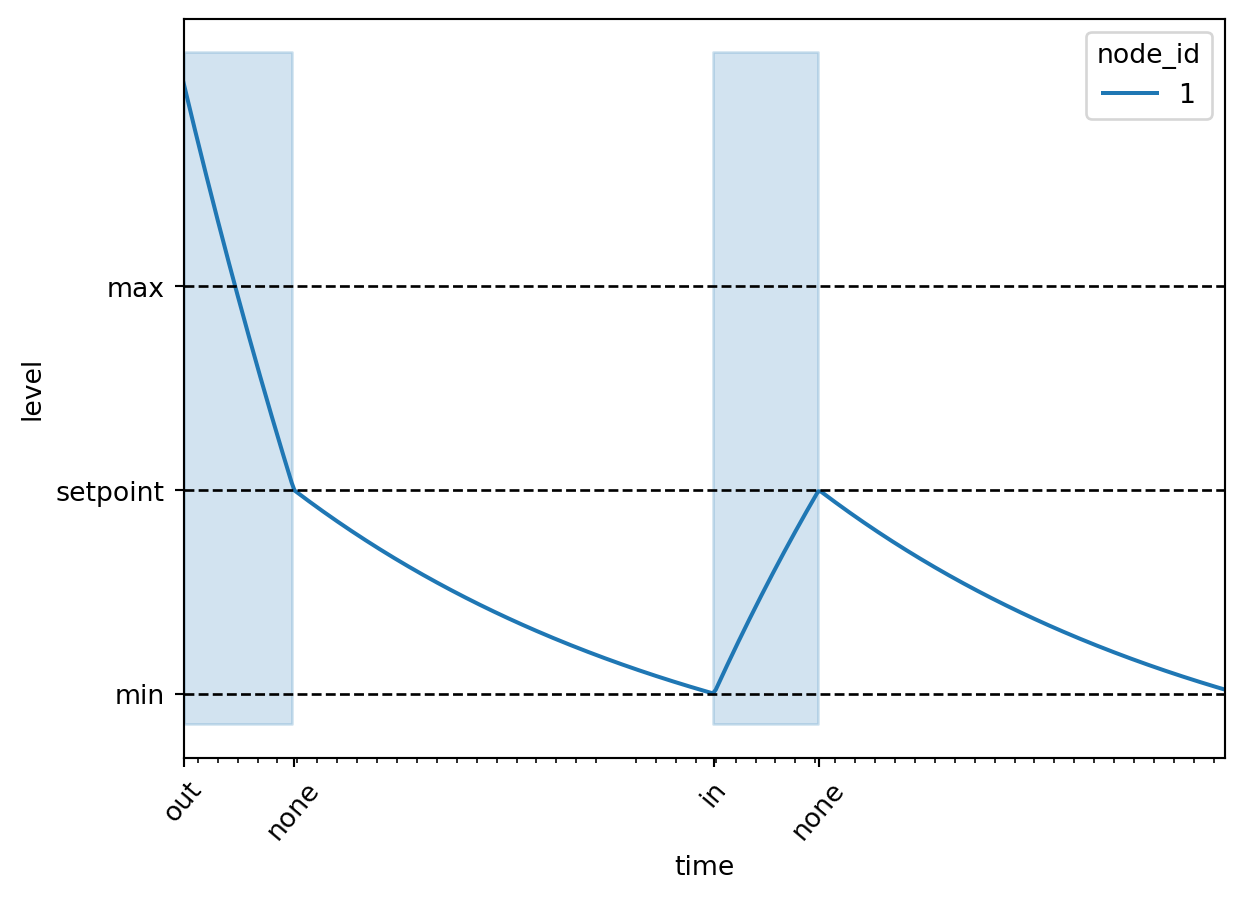 node_id
1
max
level
setpoint
min
out
none
in
none
time